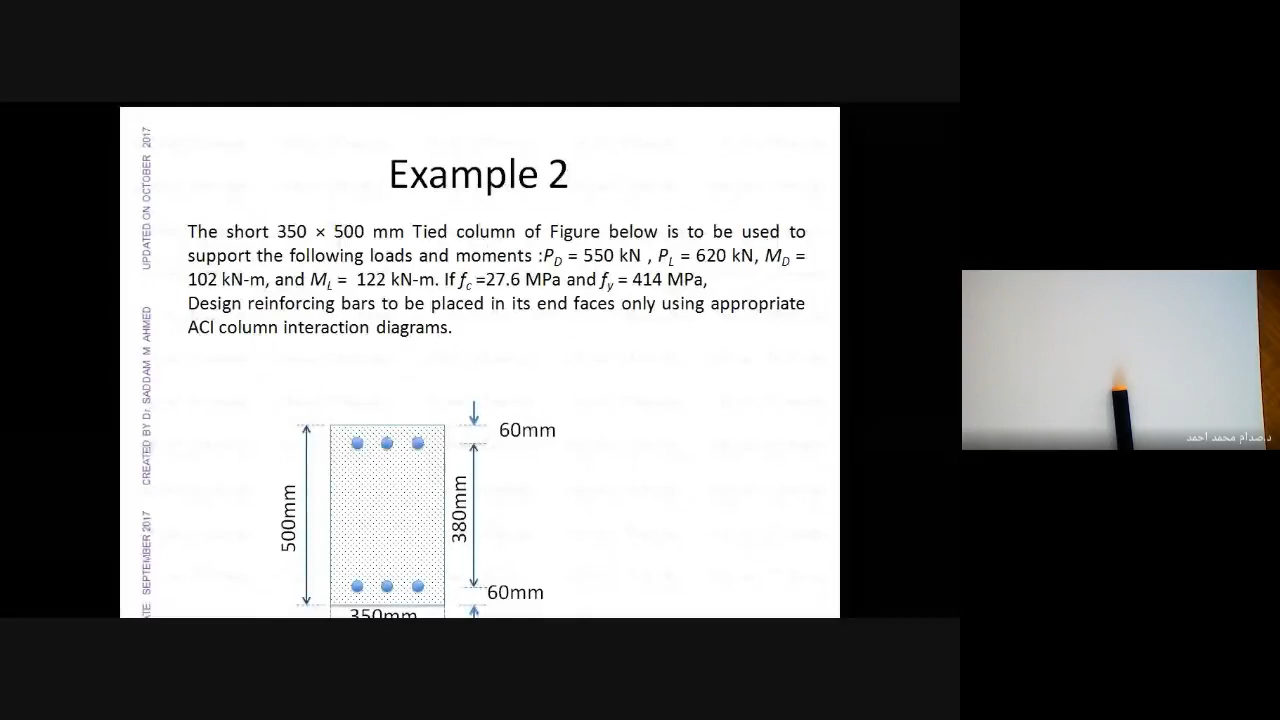 Example 2
The short 350 × 500 mm Tied column of Figure below is to be used to
support the following loads and moments :PD = 550 kN , PL = 620 kN, MD =
102 kN-m, and ML = 122 kN-m. If fc =27.6 MPa and fy = 414 MPa,
Design reinforcing bars to be placed in its end faces only using appropriate
ACI column interaction diagrams.
60mm
500mm
380mm
60mm
350mm
UPDATED ON OCTOBER 2017
CREATED BY Dr SADDAM M AHMED
SEPTEMBER 2017
د.صدام محمد احمد